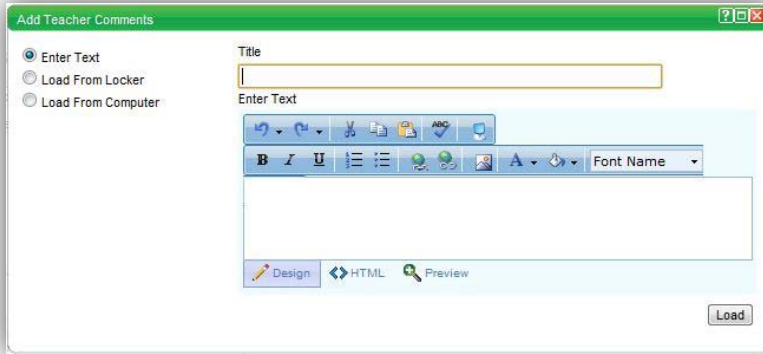 Add Teacher Comments
Enter Text
Load From Locker
Load From Computer
Title
Enter Text
ABC
B I U A Font Name
Design HTML Preview
Load